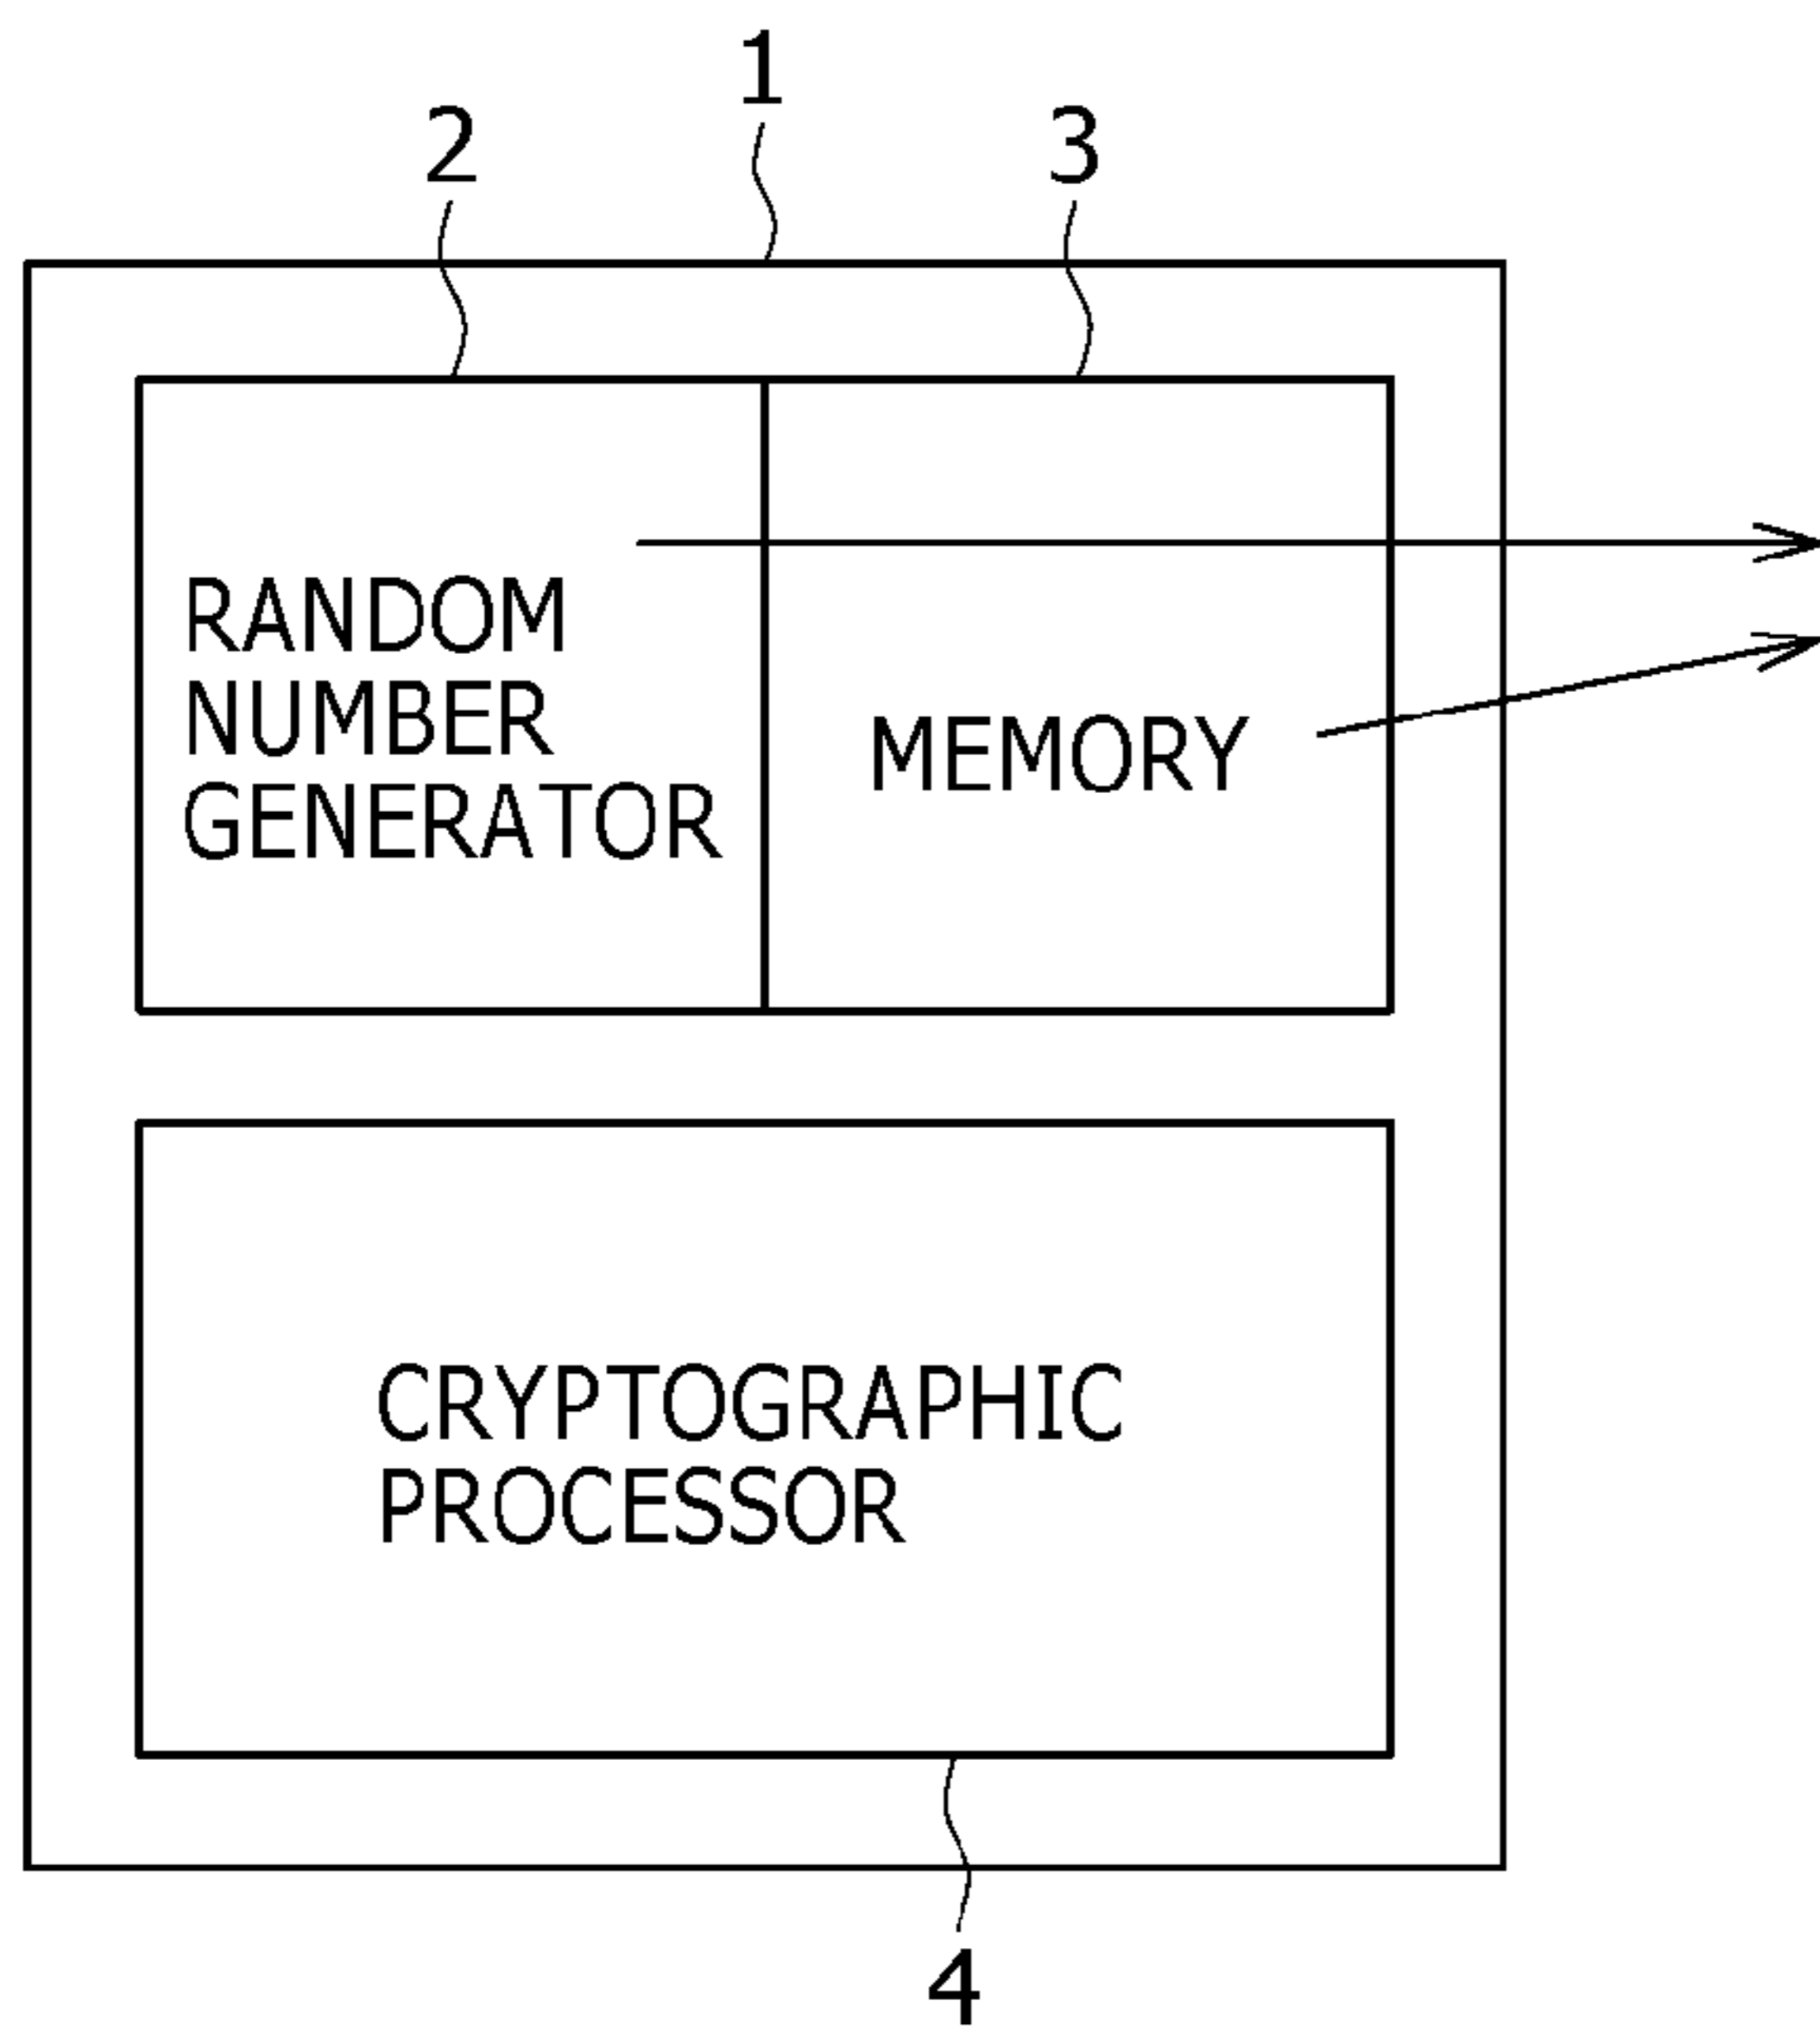 1
2
3
RANDOM
NUMBER
GENERATOR
MEMORY
CRYPTOGRAPHIC
PROCESSOR
4